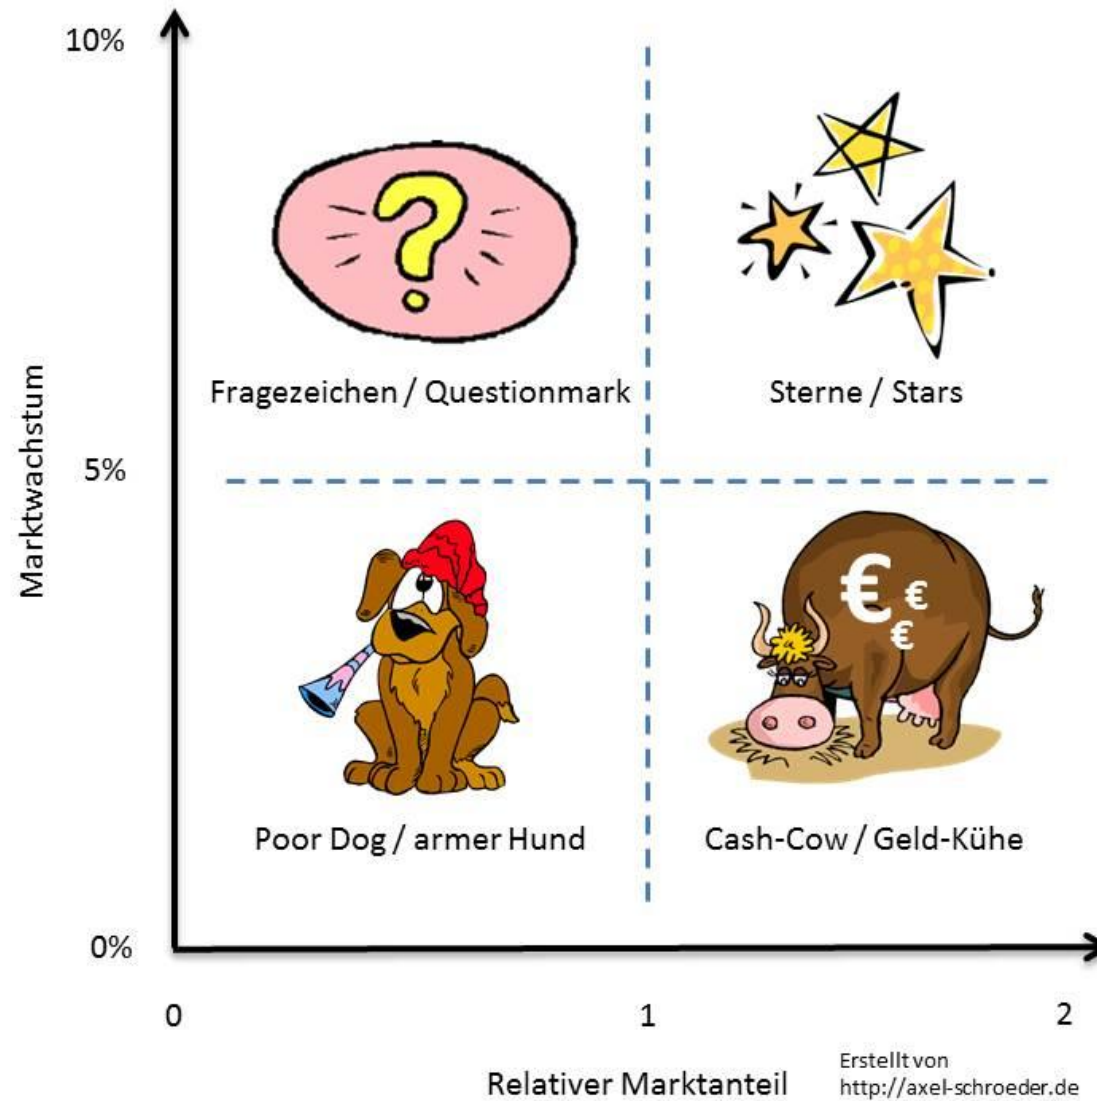 10%
Fragezeichen / Questionmark
Sterne / Stars
Marktwachstum
5%
€ €
€
Poor Dog / armer Hund
Cash-Cow / Geld-Kühe
0%
0
1
2
Relativer Marktanteil
Erstellt von
http://axel-schroeder.de